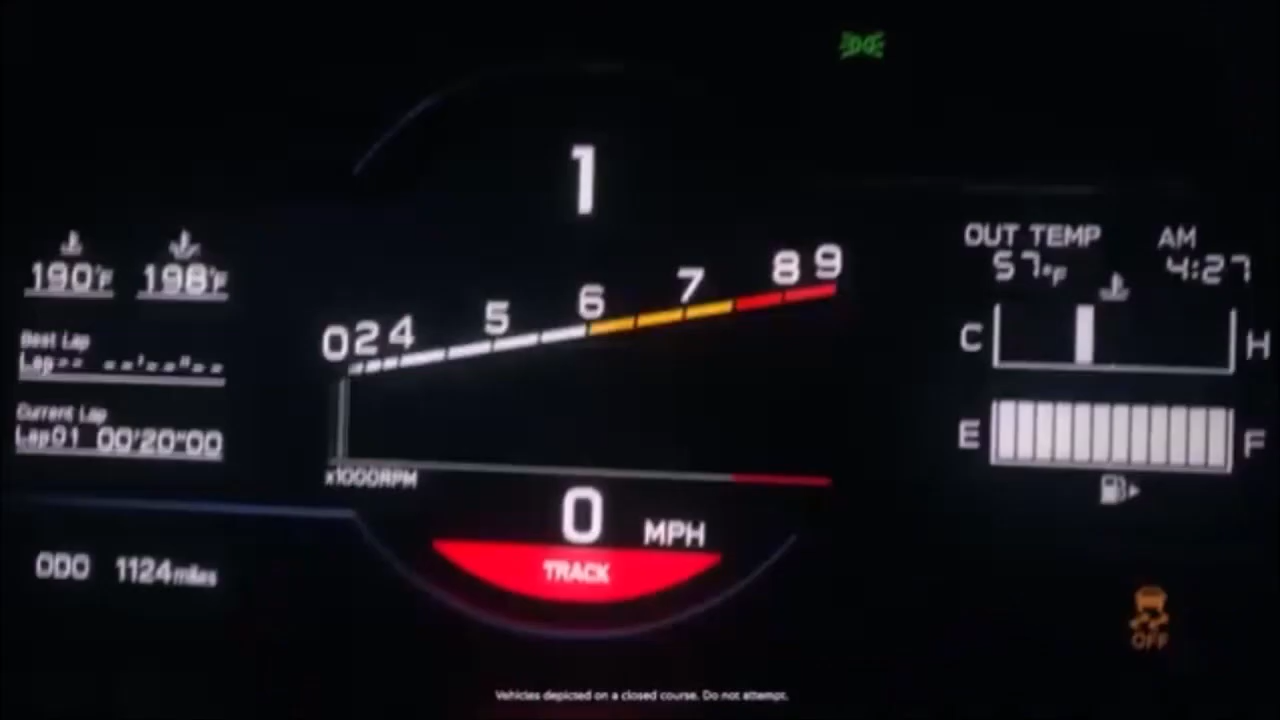 1
OUT TEMP AM
57°F 4:27
190°F 198°F
0 2 4 5 6 7 8 9
Best Lap
Lap-- --'--"--
C H
Current Lap
Lap01 00'20"00
E F
x1000RPM
0 MPH
TRACK
ODO 1124miles
OFF
Vehicles depicted on a closed course. Do not attempt.